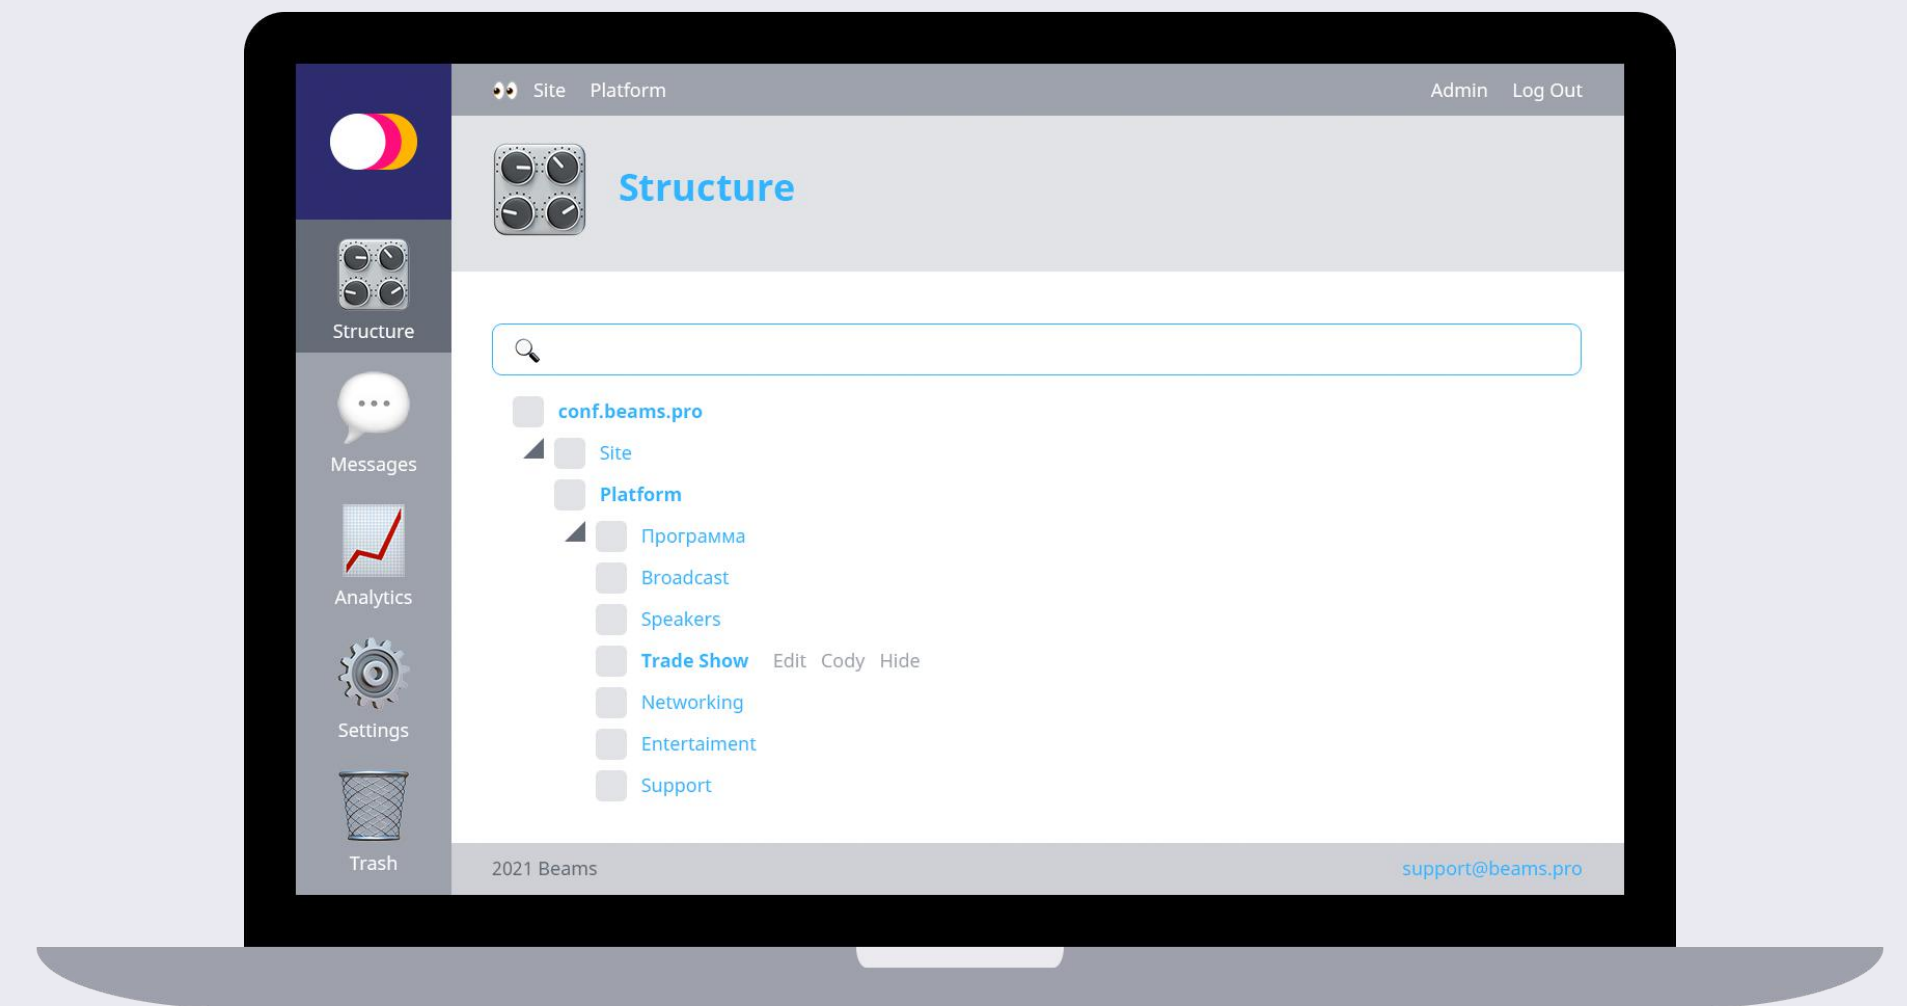 Site Platform Admin Log Out
Structure
Structure
Messages
Analytics
Settings
Trash
conf.beams.pro
Site
Platform
Программа
Broadcast
Speakers
Trade Show Edit Cody Hide
Networking
Entertaiment
Support
2021 Beams support@beams.pro